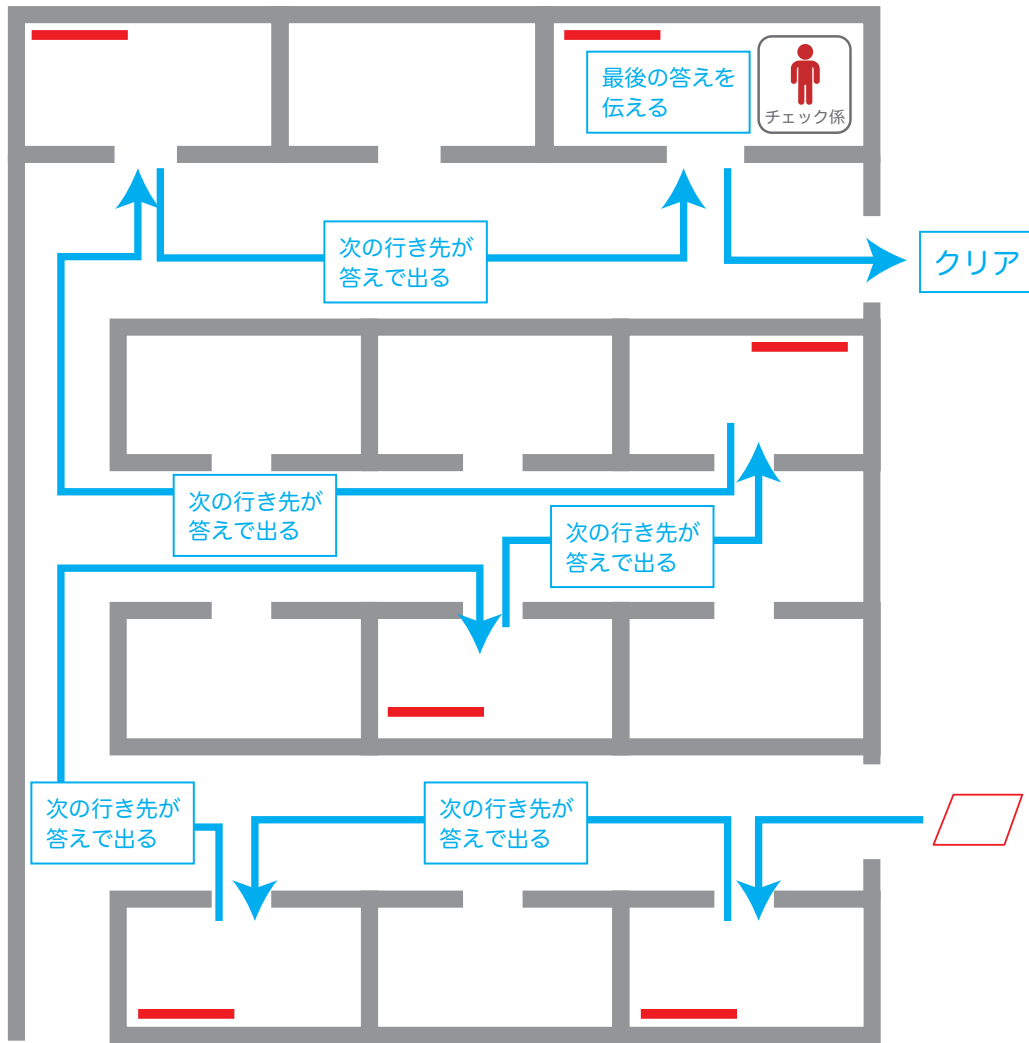 最後の答えを
伝える
チェック係
次の行き先が
答えで出る
クリア
次の行き先が
答えで出る
次の行き先が
答えで出る
次の行き先が
答えで出る
次の行き先が
答えで出る